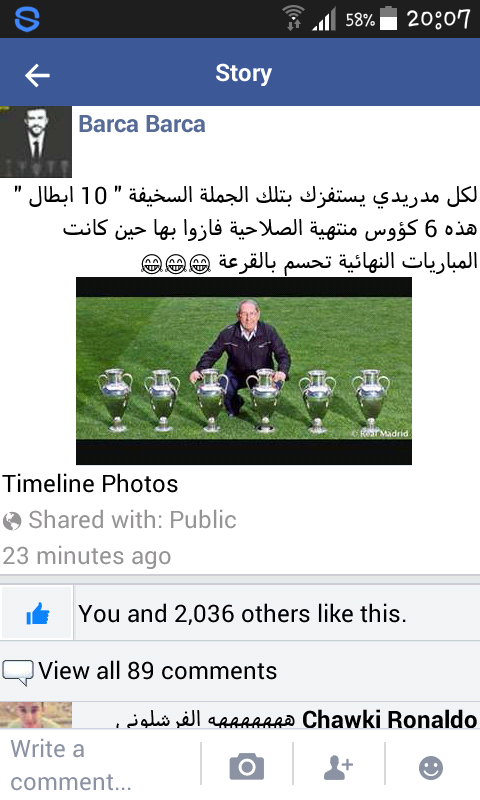 58% 20:07
Story
Barca Barca
لكل مدريدي يستفزك بتلك الجملة السخيفة " 10 ابطال "
هذه 6 كؤوس منتهية الصلاحية فازوا بها حين كانت
المباريات النهائية تحسم بالقرعة 😂😂😂
© Real Madrid
Timeline Photos
Shared with: Public
23 minutes ago
You and 2,036 others like this.
View all 89 comments
Chawki Ronaldo هههههههه الفرشلوني
Write a
comment...